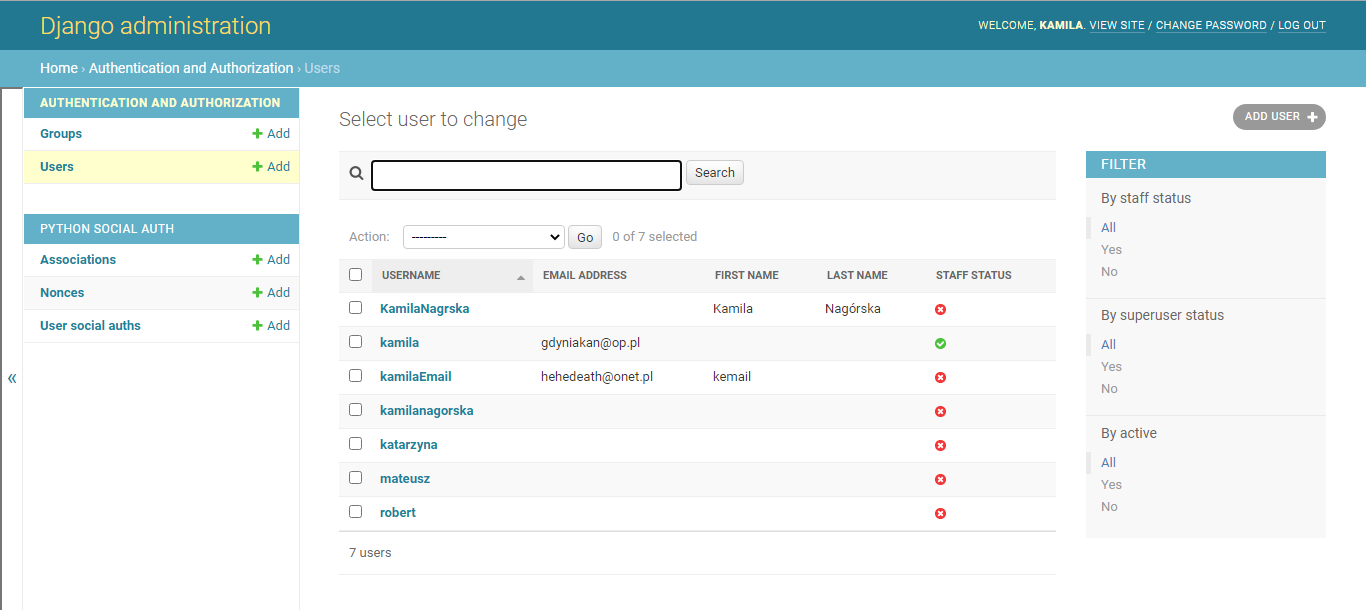 Django administration
WELCOME, KAMILA. VIEW SITE / CHANGE PASSWORD / LOG OUT
Home › Authentication and Authorization › Users
AUTHENTICATION AND AUTHORIZATION
Groups + Add
Users + Add
PYTHON SOCIAL AUTH
Associations + Add
Nonces + Add
User social auths + Add
«
Select user to change
ADD USER +
Search
Action: --------- Go 0 of 7 selected
USERNAME EMAIL ADDRESS FIRST NAME LAST NAME STAFF STATUS
KamilaNagrska Kamila Nagórska
kamila gdyniakan@op.pl
kamilaEmail hehedeath@onet.pl kemail
kamilanagorska
katarzyna
mateusz
robert
7 users
FILTER
By staff status
All
Yes
No
By superuser status
All
Yes
No
By active
All
Yes
No